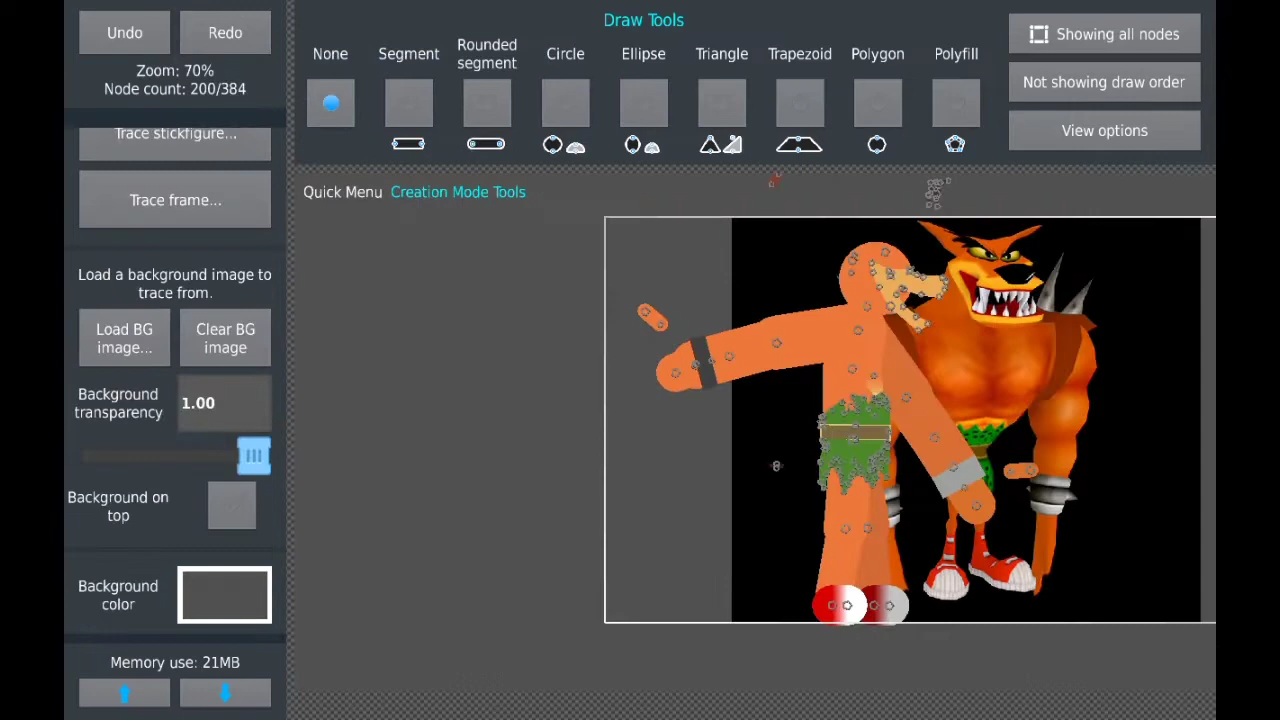 Undo
Redo
Zoom: 70%
Node count: 200/384
Trace stickfigure...
Trace frame...
Load a background image to
trace from.
Load BG
image...
Clear BG
image
Background
transparency
1.00
Background on
top
Background
color
Memory use: 21MB
Draw Tools
None
Segment
Rounded
segment
Circle
Ellipse
Triangle
Trapezoid
Polygon
Polyfill
Showing all nodes
Not showing draw order
View options
Quick Menu
Creation Mode Tools